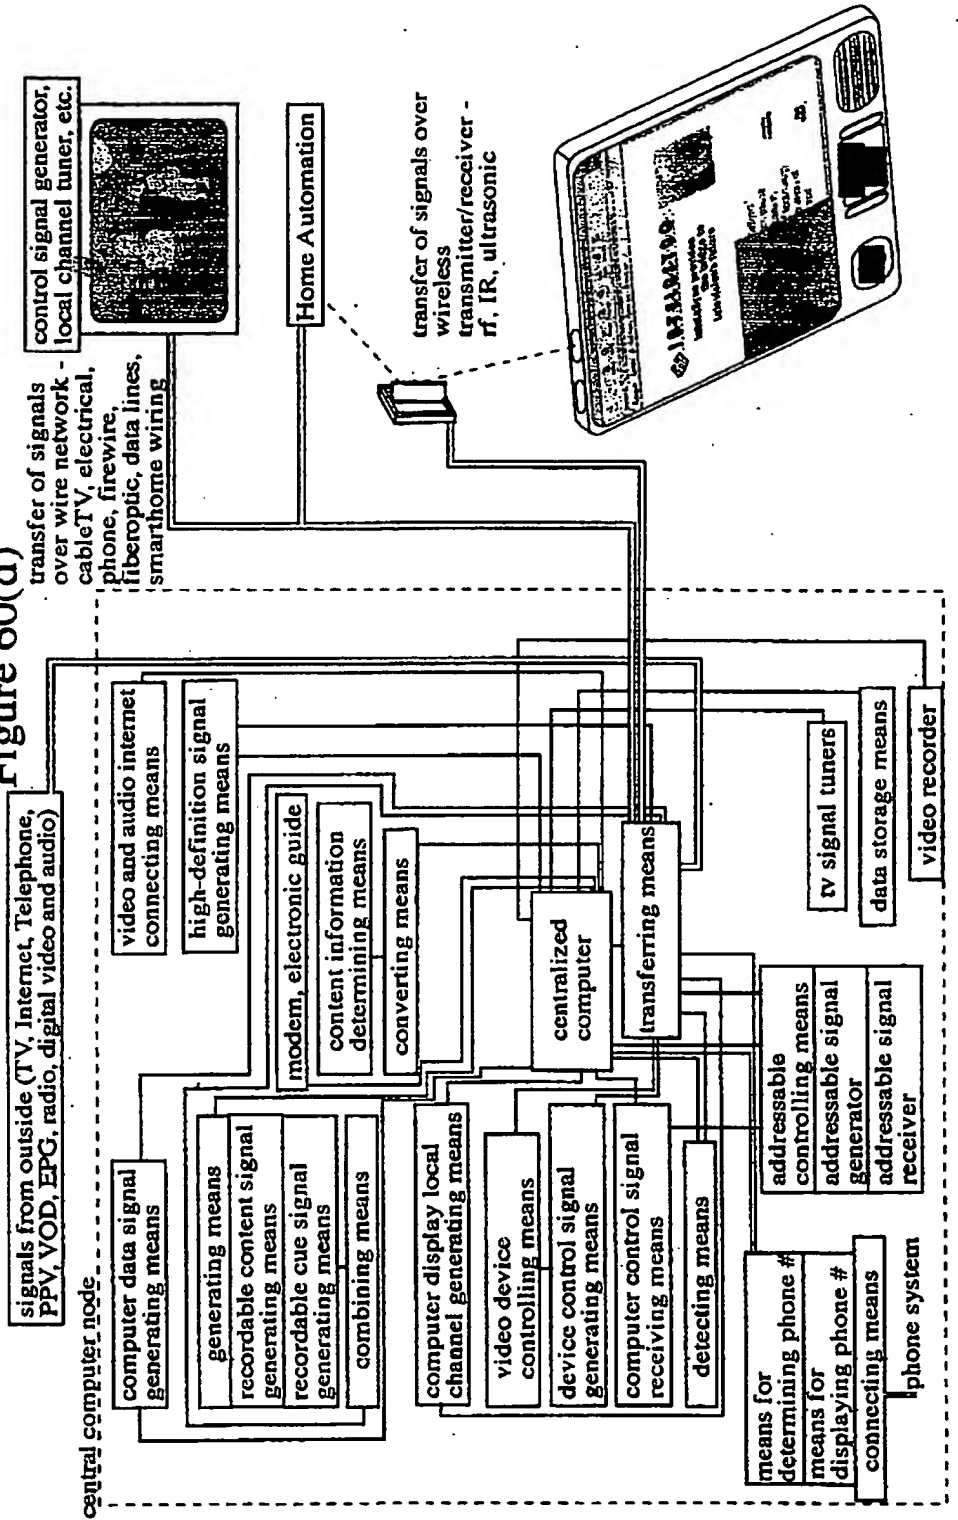 Figure 60(d)
signals from outside (TV, Internet, Telephone,
PPV, VOD, EPG, radio, digital video and audio)
transfer of signals
over wire network -
cableTV, electrical,
phone, firewire,
fiberoptic, data lines,
smarthome wiring
control signal generator,
local channel tuner, etc.
Home Automation
transfer of signals over
wireless
transmitter/receiver -
rf, IR, ultrasonic
central computer node
computer data signal
generating means
generating means
recordable content signal
generating means
recordable cue signal
generating means
combining means
computer display local
channel generating means
video device
controlling means
device control signal
generating means
computer control signal
receiving means
detecting means
means for
determining phone #
means for
displaying phone #
connecting means
phone system
video and audio internet
connecting means
high-definition signal
generating means
modem, electronic guide
content information
determining means
converting means
centralized
computer
transferring means
addressable
controlling means
addressable signal
generator
addressable signal
receiver
tv signal tuners
data storage means
video recorder